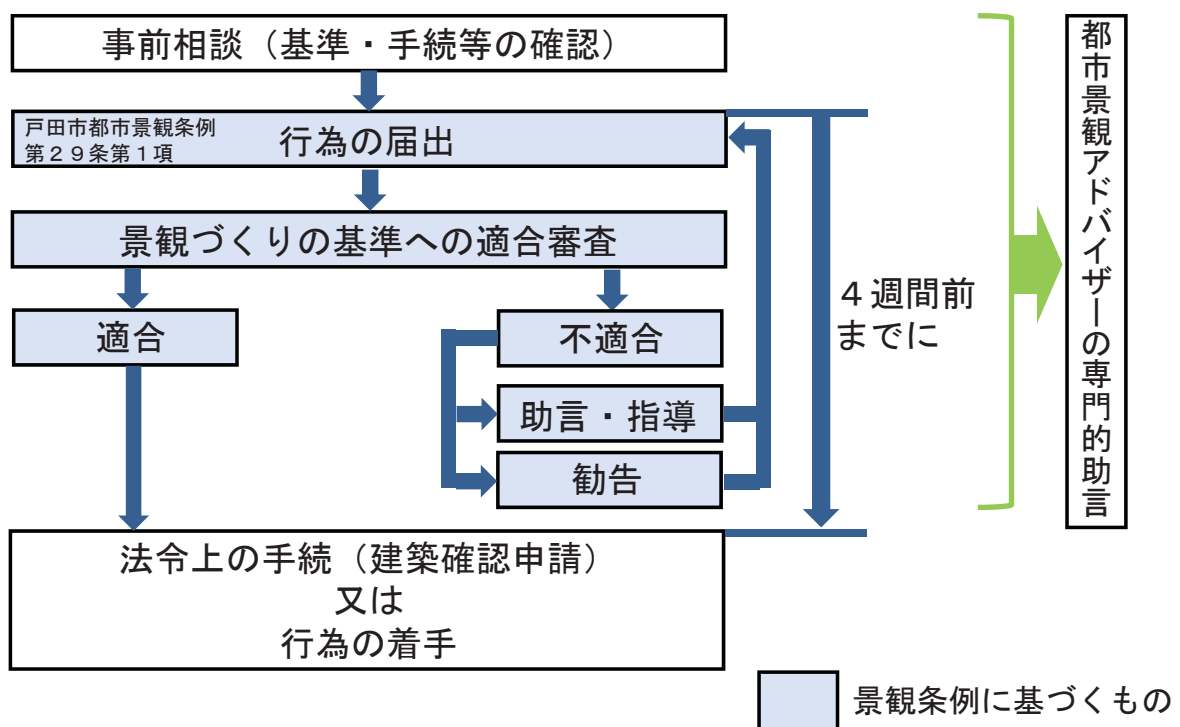 事前相談（基準・手続等の確認）
戸田市都市景観条例
第２９条第１項
行為の届出
景観づくりの基準への適合審査
適合
不適合
助言・指導
勧告
４週間前
までに
法令上の手続（建築確認申請）
又は
行為の着手
都市景観アドバイザーの専門的助言
景観条例に基づくもの